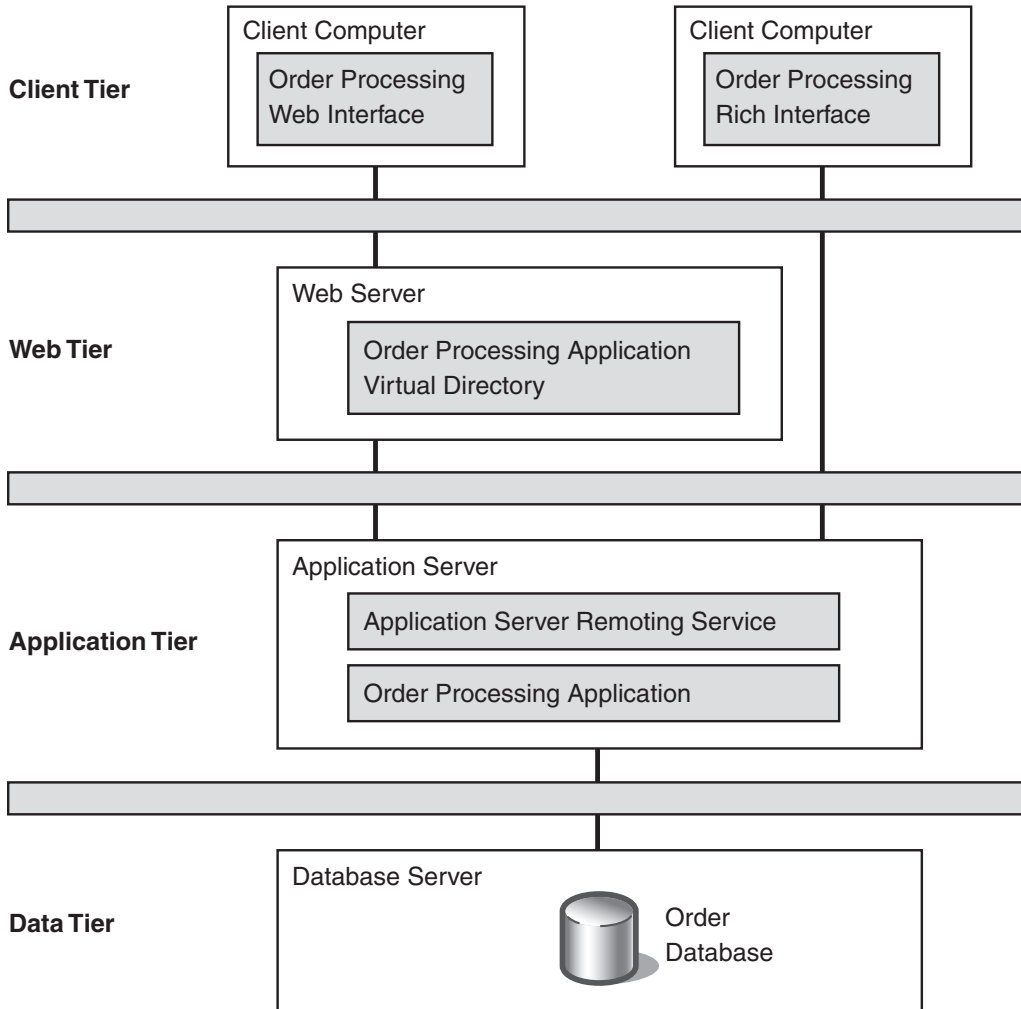 Client Computer
Client Computer
Client Tier
Order Processing
Web Interface
Order Processing
Rich Interface
Web Server
Web Tier
Order Processing Application
Virtual Directory
Application Server
Application Server Remoting Service
Application Tier
Order Processing Application
Database Server
Data Tier
Order
Database